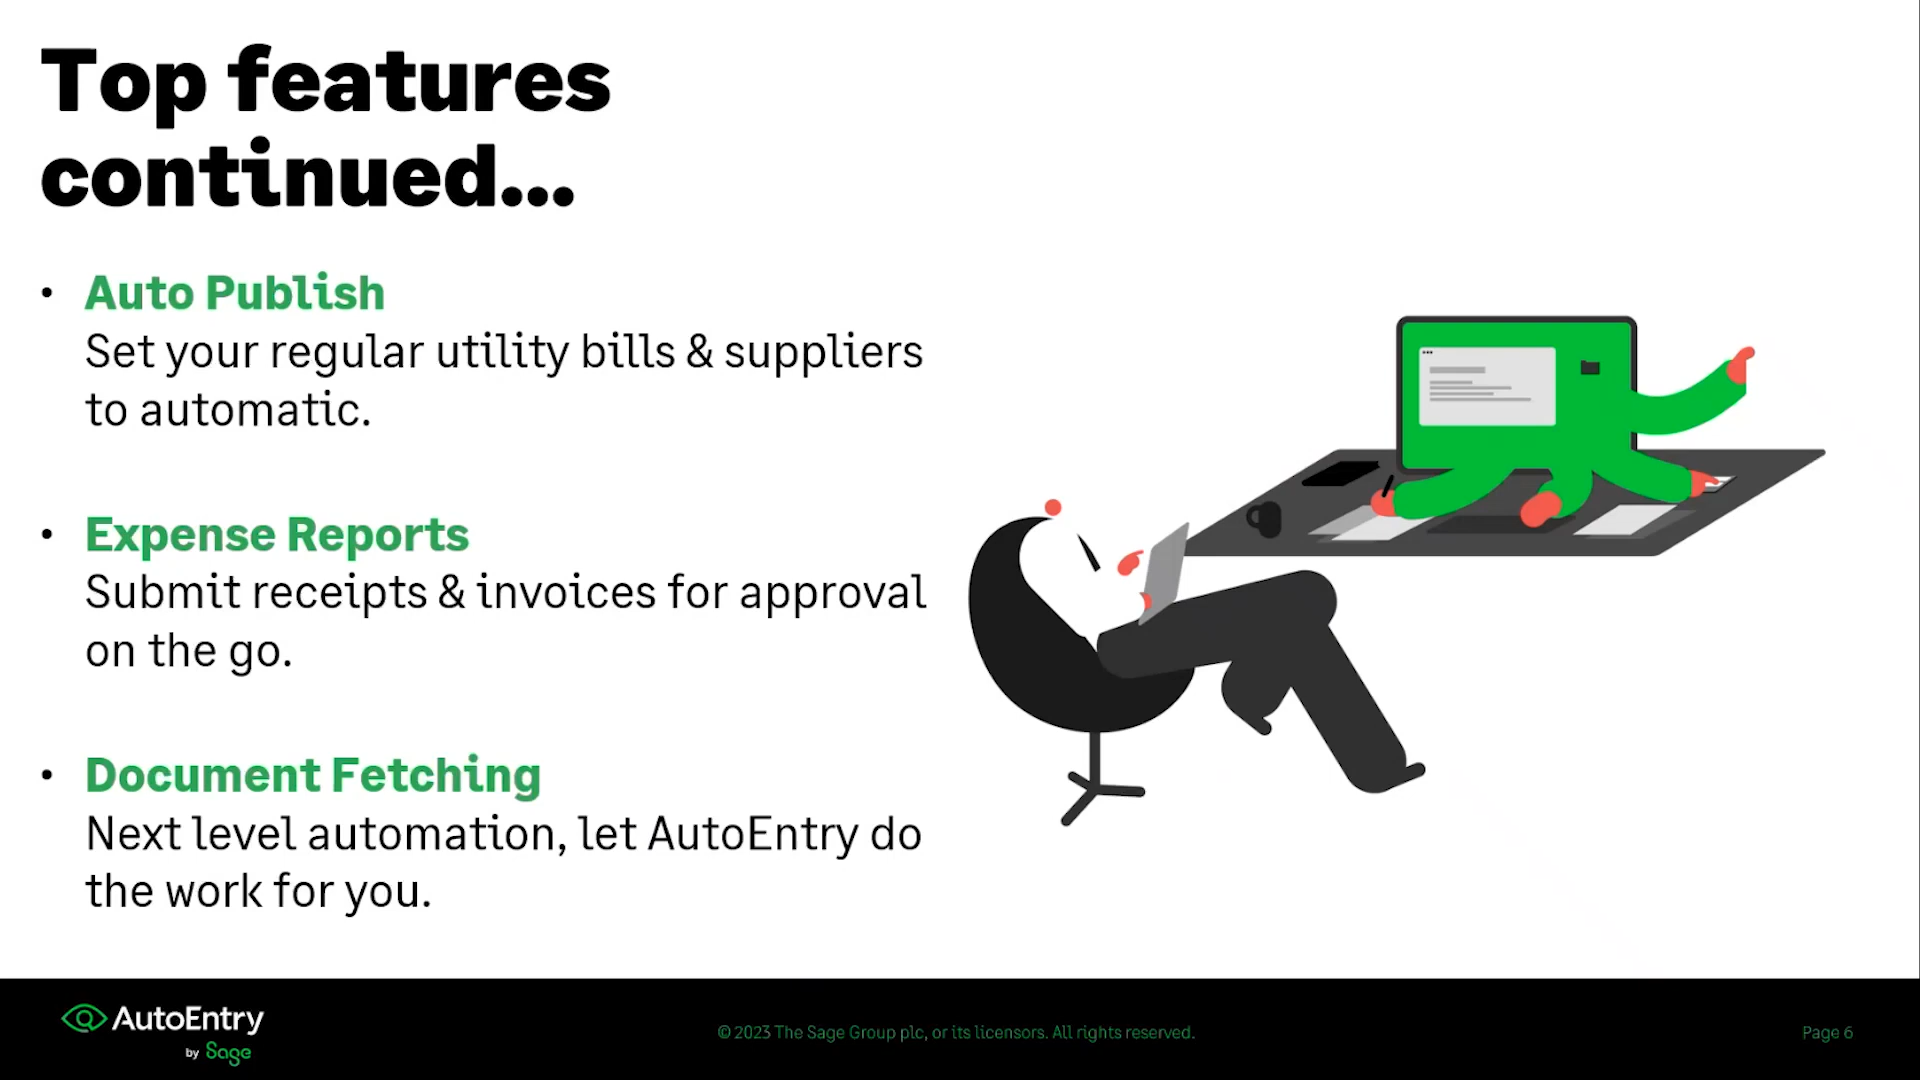 Top features
continued...
• Auto Publish
Set your regular utility bills & suppliers
to automatic.
• Expense Reports
Submit receipts & invoices for approval
on the go.
• Document Fetching
Next level automation, let AutoEntry do
the work for you.
AutoEntry
by Sage
© 2023 The Sage Group plc, or its licensors. All rights reserved.
Page 6